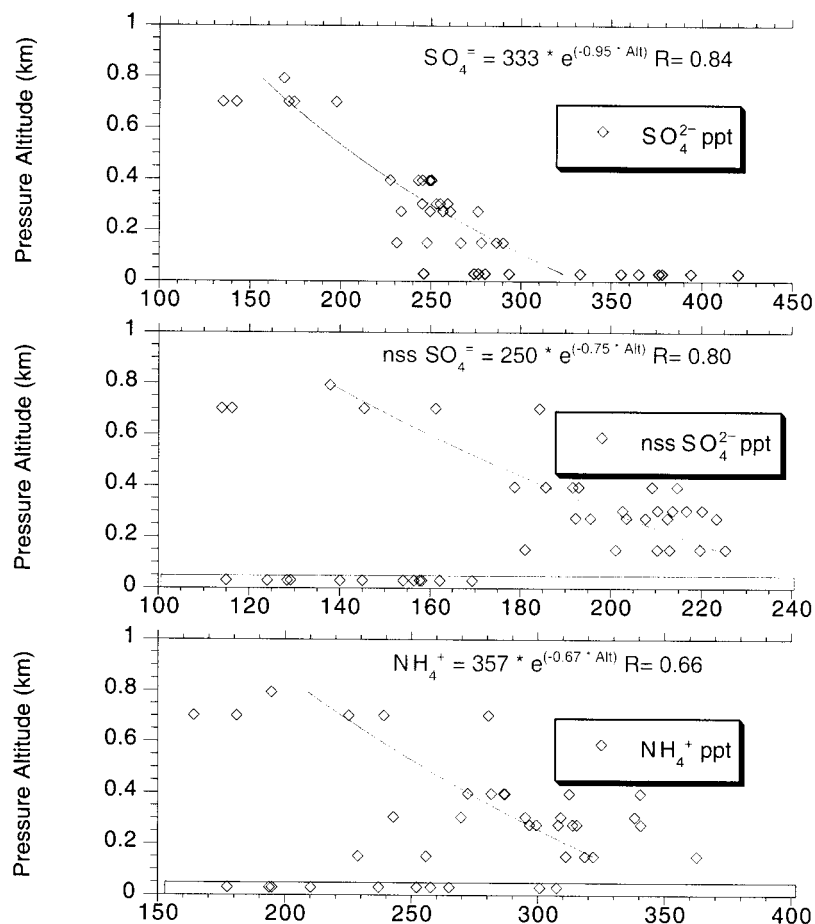 1
0.8
0.6
0.4
0.2
0
Pressure Altitude (km)
SO₄⁼ = 333 * e^(-0.95 * Alt) R= 0.84
SO₄²⁻ ppt
100 150 200 250 300 350 400 450
1
0.8
0.6
0.4
0.2
0
Pressure Altitude (km)
nss SO₄⁼ = 250 * e^(-0.75 * Alt) R= 0.80
nss SO₄²⁻ ppt
100 120 140 160 180 200 220 240
1
0.8
0.6
0.4
0.2
0
Pressure Altitude (km)
NH₄⁺ = 357 * e^(-0.67 * Alt) R= 0.66
NH₄⁺ ppt
150 200 250 300 350 400